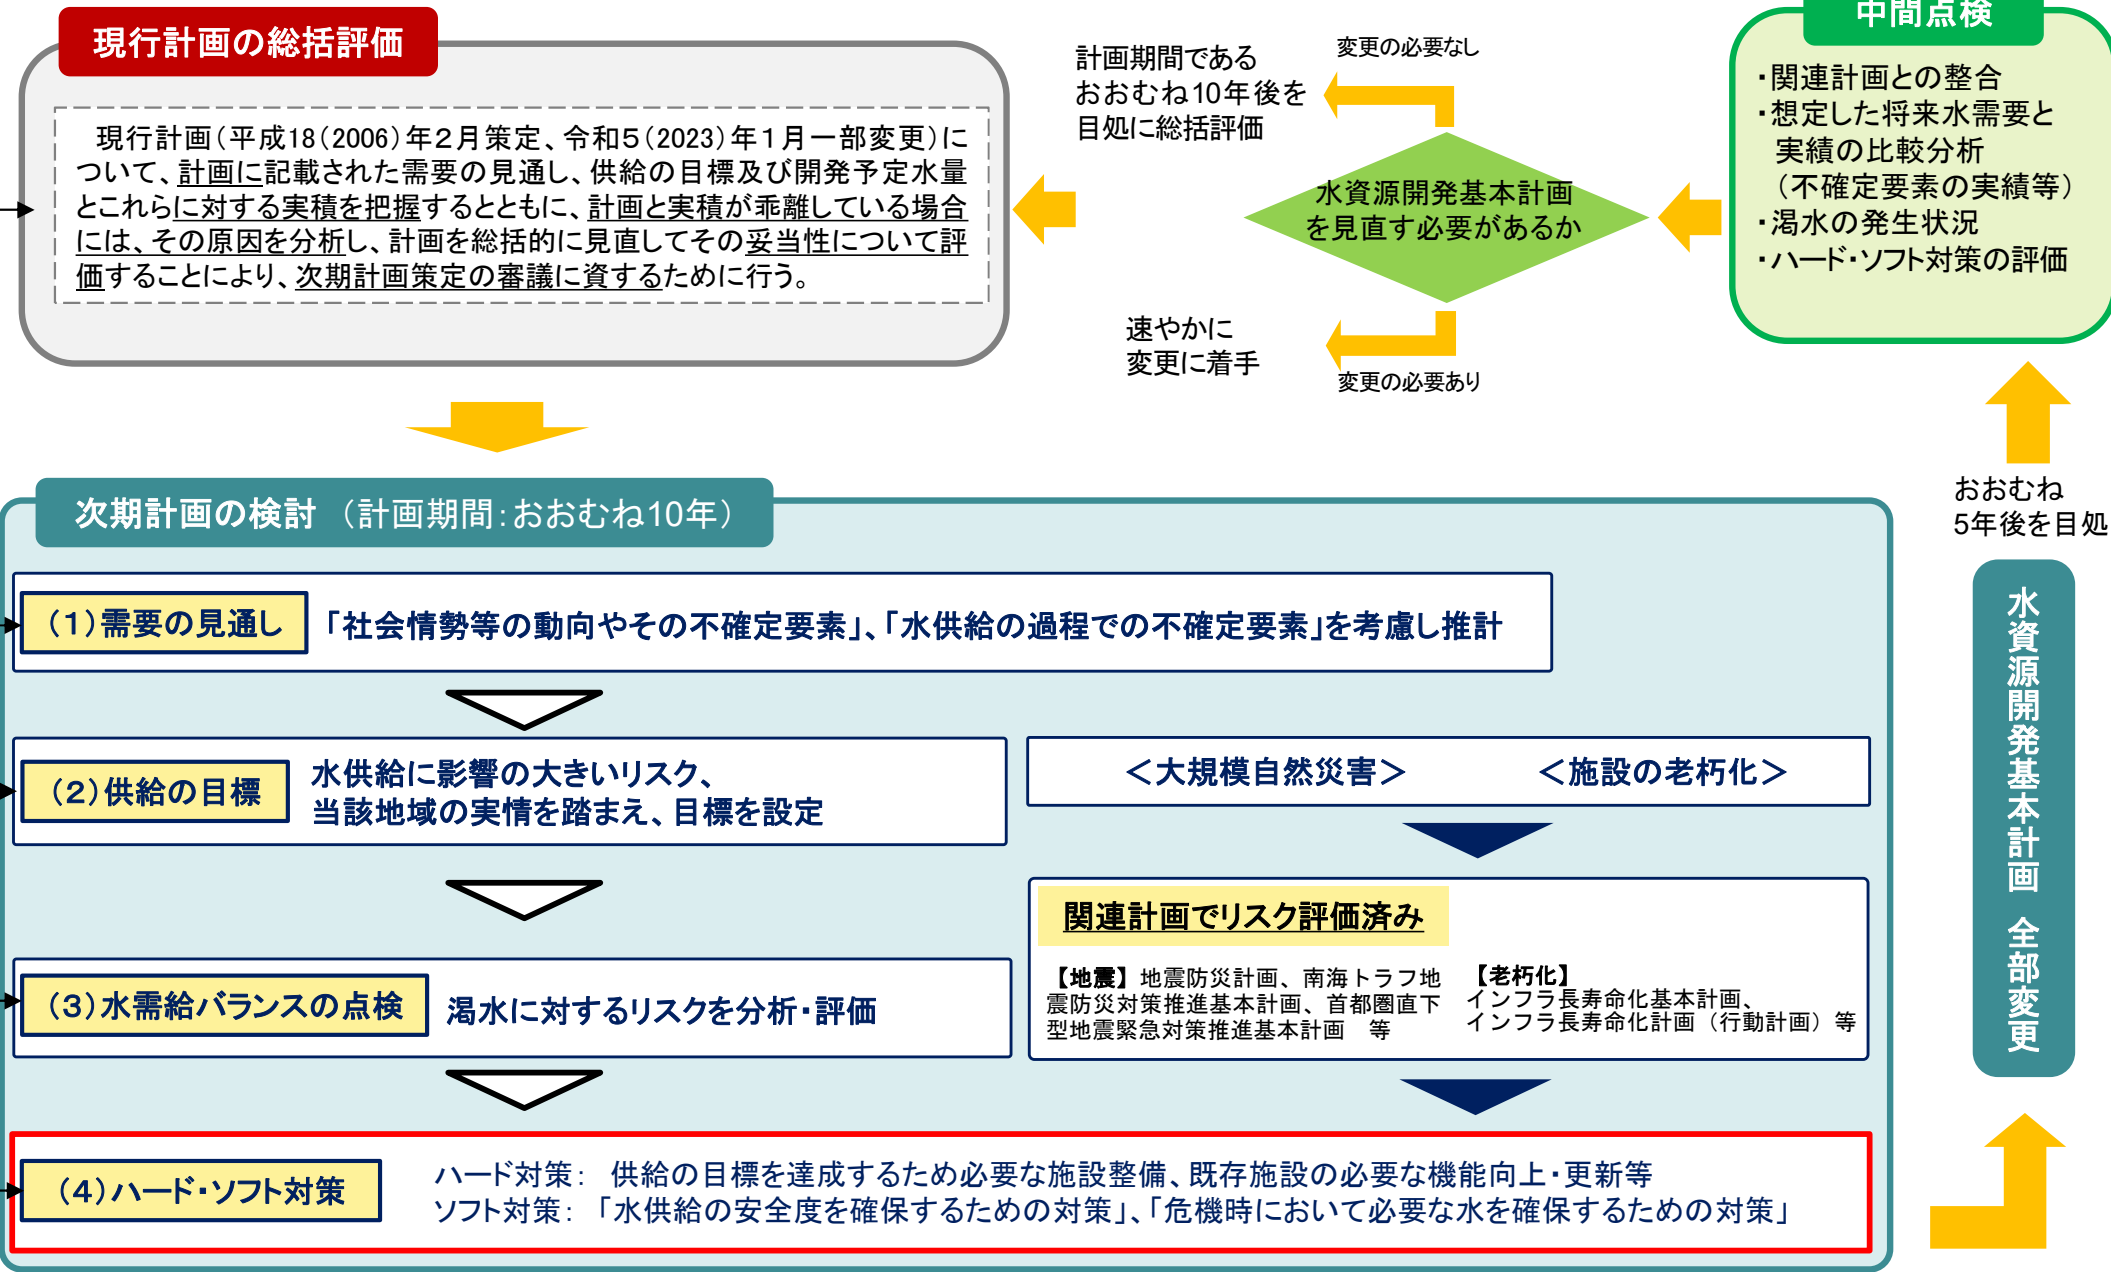 現行計画の総括評価
現行計画(平成18(2006)年2月策定、令和5(2023)年1月一部変更)に
ついて、計画に記載された需要の見通し、供給の目標及び開発予定水量
とこれらに対する実績を把握するとともに、計画と実績が乖離している場合
には、その原因を分析し、計画を総括的に見直してその妥当性について評
価することにより、次期計画策定の審議に資するために行う。
計画期間である
おおむね10年後を
目処に総括評価
変更の必要なし
水資源開発基本計画
を見直す必要があるか
速やかに
変更に着手
変更の必要あり
中間点検
・関連計画との整合
・想定した将来水需要と
実績の比較分析
(不確定要素の実績等)
・渇水の発生状況
・ハード・ソフト対策の評価
おおむね
5年後を目処
水資源開発基本計画 全部変更
次期計画の検討 (計画期間:おおむね10年)
(1)需要の見通し 「社会情勢等の動向やその不確定要素」、「水供給の過程での不確定要素」を考慮し推計
(2)供給の目標
水供給に影響の大きいリスク、
当該地域の実情を踏まえ、目標を設定
<大規模自然災害> <施設の老朽化>
関連計画でリスク評価済み
【地震】地震防災計画、南海トラフ地
震防災対策推進基本計画、首都圏直下
型地震緊急対策推進基本計画 等
【老朽化】
インフラ長寿命化基本計画、
インフラ長寿命化計画(行動計画)等
(3)水需給バランスの点検 渇水に対するリスクを分析・評価
(4)ハード・ソフト対策
ハード対策: 供給の目標を達成するため必要な施設整備、既存施設の必要な機能向上・更新等
ソフト対策: 「水供給の安全度を確保するための対策」、「危機時において必要な水を確保するための対策」